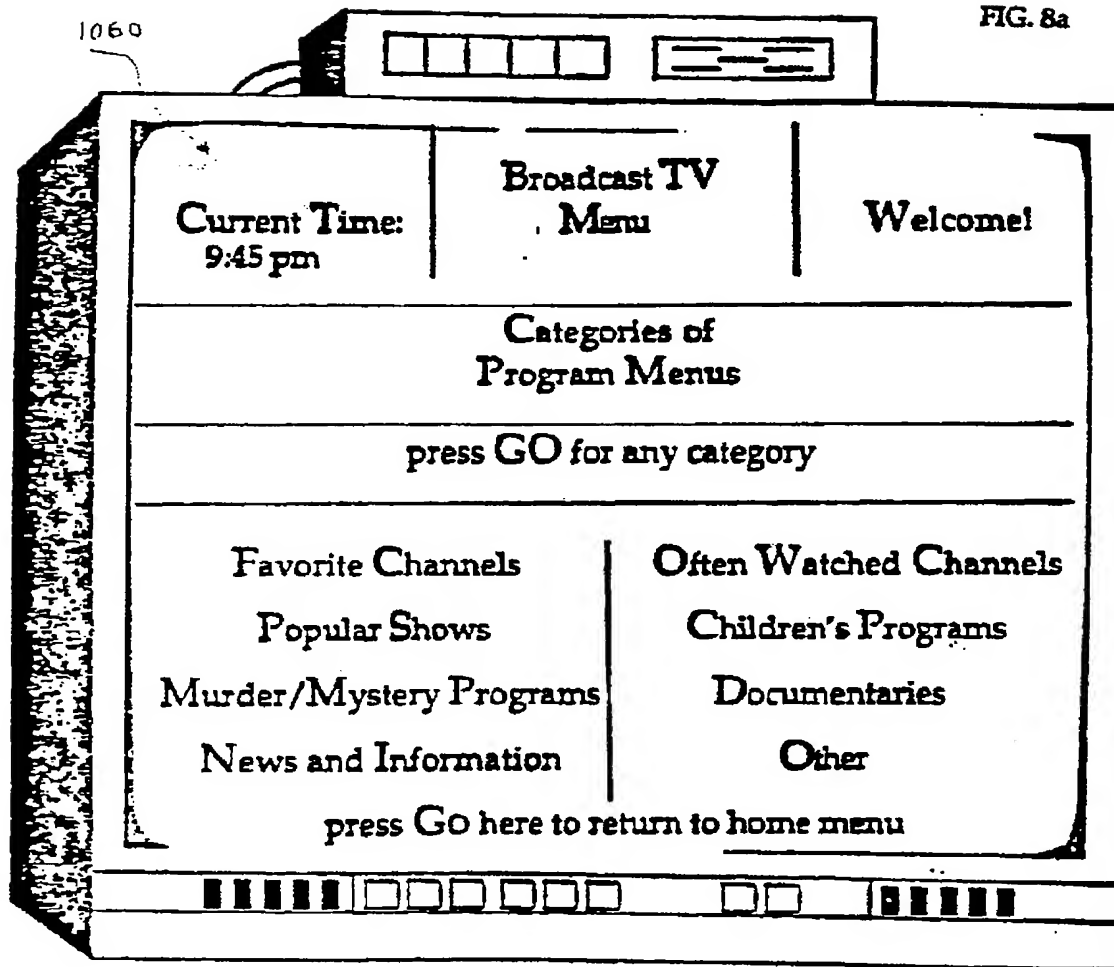 1060
FIG. 8a
Current Time:
9:45 pm
Broadcast TV
Menu
Welcome!
Categories of
Program Menus
press GO for any category
Favorite Channels
Often Watched Channels
Popular Shows
Children's Programs
Murder/Mystery Programs
Documentaries
News and Information
Other
press Go here to return to home menu